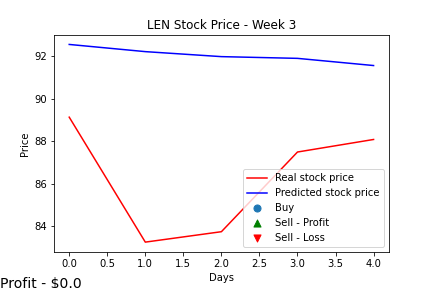 LEN Stock Price - Week 3
92
90
88
86
84
Price
Real stock price
Predicted stock price
Buy
Sell - Profit
Sell - Loss
0.0 0.5 1.0 1.5 2.0 2.5 3.0 3.5 4.0
Days
Profit - $0.0